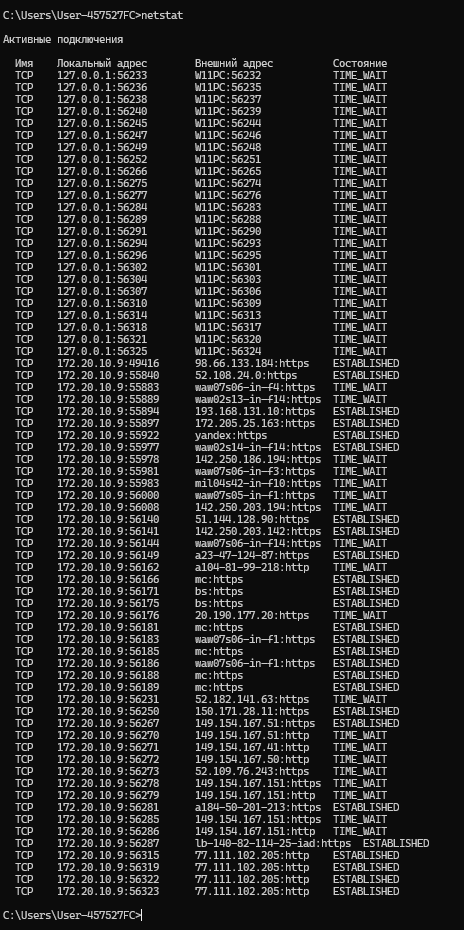 C:\Users\User-457527FC>netstat
Активные подключения
Имя Локальный адрес Внешний адрес Состояние
TCP 127.0.0.1:56233 W11PC:56232 TIME_WAIT
TCP 127.0.0.1:56236 W11PC:56235 TIME_WAIT
TCP 127.0.0.1:56238 W11PC:56237 TIME_WAIT
TCP 127.0.0.1:56240 W11PC:56239 TIME_WAIT
TCP 127.0.0.1:56245 W11PC:56244 TIME_WAIT
TCP 127.0.0.1:56247 W11PC:56246 TIME_WAIT
TCP 127.0.0.1:56249 W11PC:56248 TIME_WAIT
TCP 127.0.0.1:56252 W11PC:56251 TIME_WAIT
TCP 127.0.0.1:56266 W11PC:56265 TIME_WAIT
TCP 127.0.0.1:56275 W11PC:56274 TIME_WAIT
TCP 127.0.0.1:56277 W11PC:56276 TIME_WAIT
TCP 127.0.0.1:56284 W11PC:56283 TIME_WAIT
TCP 127.0.0.1:56289 W11PC:56288 TIME_WAIT
TCP 127.0.0.1:56291 W11PC:56290 TIME_WAIT
TCP 127.0.0.1:56294 W11PC:56293 TIME_WAIT
TCP 127.0.0.1:56296 W11PC:56295 TIME_WAIT
TCP 127.0.0.1:56302 W11PC:56301 TIME_WAIT
TCP 127.0.0.1:56304 W11PC:56303 TIME_WAIT
TCP 127.0.0.1:56307 W11PC:56306 TIME_WAIT
TCP 127.0.0.1:56310 W11PC:56309 TIME_WAIT
TCP 127.0.0.1:56314 W11PC:56313 TIME_WAIT
TCP 127.0.0.1:56318 W11PC:56317 TIME_WAIT
TCP 127.0.0.1:56321 W11PC:56320 TIME_WAIT
TCP 127.0.0.1:56325 W11PC:56324 TIME_WAIT
TCP 172.20.10.9:49416 98.66.133.184:https ESTABLISHED
TCP 172.20.10.9:55840 52.108.24.0:https ESTABLISHED
TCP 172.20.10.9:55883 waw07s06-in-f4:https TIME_WAIT
TCP 172.20.10.9:55889 waw02s13-in-f14:https TIME_WAIT
TCP 172.20.10.9:55894 193.168.131.10:https ESTABLISHED
TCP 172.20.10.9:55897 172.205.25.163:https ESTABLISHED
TCP 172.20.10.9:55922 yandex:https ESTABLISHED
TCP 172.20.10.9:55977 waw02s14-in-f14:https ESTABLISHED
TCP 172.20.10.9:55978 142.250.186.194:https TIME_WAIT
TCP 172.20.10.9:55981 waw07s06-in-f3:https TIME_WAIT
TCP 172.20.10.9:55983 mil04s42-in-f10:https TIME_WAIT
TCP 172.20.10.9:56000 waw07s05-in-f1:https TIME_WAIT
TCP 172.20.10.9:56008 142.250.203.194:https TIME_WAIT
TCP 172.20.10.9:56140 51.144.128.90:https ESTABLISHED
TCP 172.20.10.9:56141 142.250.203.142:https ESTABLISHED
TCP 172.20.10.9:56144 waw07s06-in-f14:https TIME_WAIT
TCP 172.20.10.9:56149 a23-47-124-87:https ESTABLISHED
TCP 172.20.10.9:56162 a104-81-99-218:http TIME_WAIT
TCP 172.20.10.9:56166 mc:https ESTABLISHED
TCP 172.20.10.9:56171 bs:https ESTABLISHED
TCP 172.20.10.9:56175 bs:https ESTABLISHED
TCP 172.20.10.9:56176 20.190.177.20:https TIME_WAIT
TCP 172.20.10.9:56181 mc:https ESTABLISHED
TCP 172.20.10.9:56183 waw07s06-in-f1:https ESTABLISHED
TCP 172.20.10.9:56185 mc:https ESTABLISHED
TCP 172.20.10.9:56186 waw07s06-in-f1:https ESTABLISHED
TCP 172.20.10.9:56188 mc:https ESTABLISHED
TCP 172.20.10.9:56189 mc:https ESTABLISHED
TCP 172.20.10.9:56231 52.182.141.63:https TIME_WAIT
TCP 172.20.10.9:56250 150.171.28.11:https ESTABLISHED
TCP 172.20.10.9:56267 149.154.167.51:https ESTABLISHED
TCP 172.20.10.9:56270 149.154.167.51:http TIME_WAIT
TCP 172.20.10.9:56271 149.154.167.41:http TIME_WAIT
TCP 172.20.10.9:56272 149.154.167.50:http TIME_WAIT
TCP 172.20.10.9:56273 52.109.76.243:https TIME_WAIT
TCP 172.20.10.9:56278 149.154.167.151:https TIME_WAIT
TCP 172.20.10.9:56279 149.154.167.151:http TIME_WAIT
TCP 172.20.10.9:56281 a184-50-201-213:https ESTABLISHED
TCP 172.20.10.9:56285 149.154.167.151:https TIME_WAIT
TCP 172.20.10.9:56286 149.154.167.151:http TIME_WAIT
TCP 172.20.10.9:56287 lb-140-82-114-25-iad:https ESTABLISHED
TCP 172.20.10.9:56315 77.111.102.205:http ESTABLISHED
TCP 172.20.10.9:56319 77.111.102.205:http ESTABLISHED
TCP 172.20.10.9:56322 77.111.102.205:http ESTABLISHED
TCP 172.20.10.9:56323 77.111.102.205:http ESTABLISHED
C:\Users\User-457527FC>